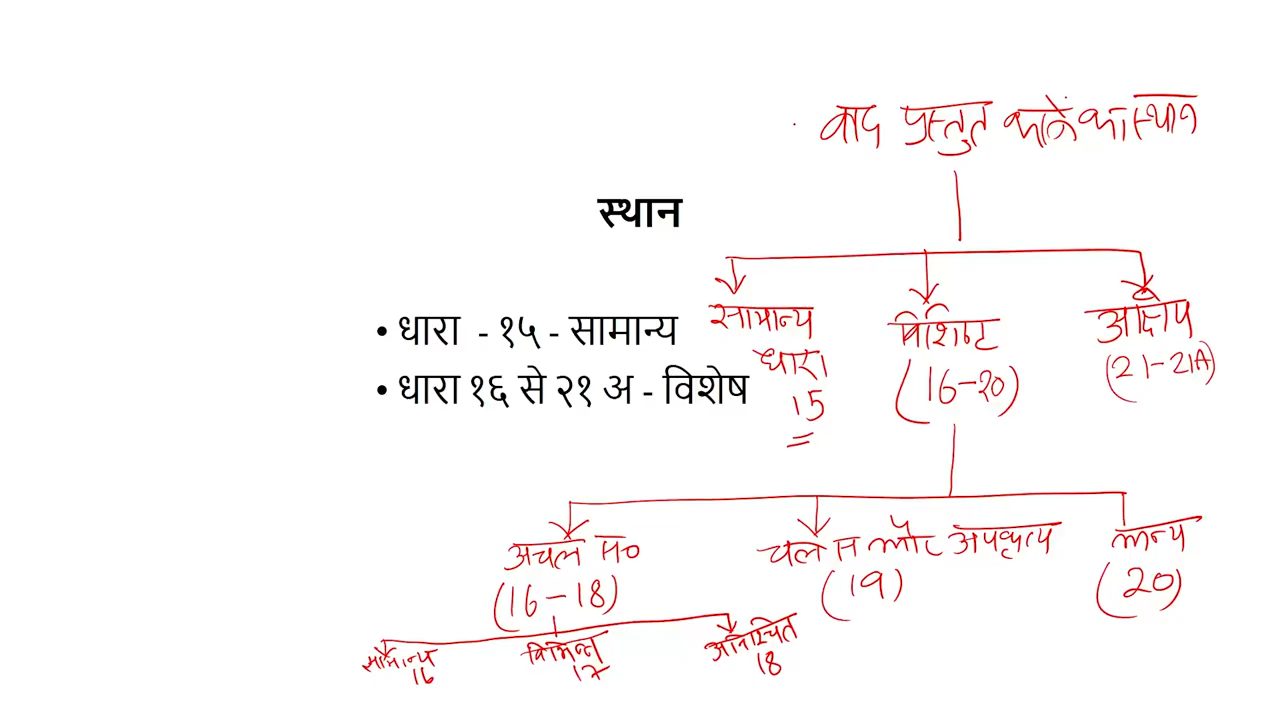 वाद प्रस्तुत करने का स्थान
स्थान
• धारा - १५ - सामान्य
• धारा १६ से २१ अ - विशेष
सामान्य
धारा
15
विशिष्ट
(16-20)
आक्षेप
(21-21A)
अचल स०
(16-18)
चल स और अपकृत्य
(19)
अन्य
(20)
सामान्य
16
विभिन्न
17
अनिश्चित
18